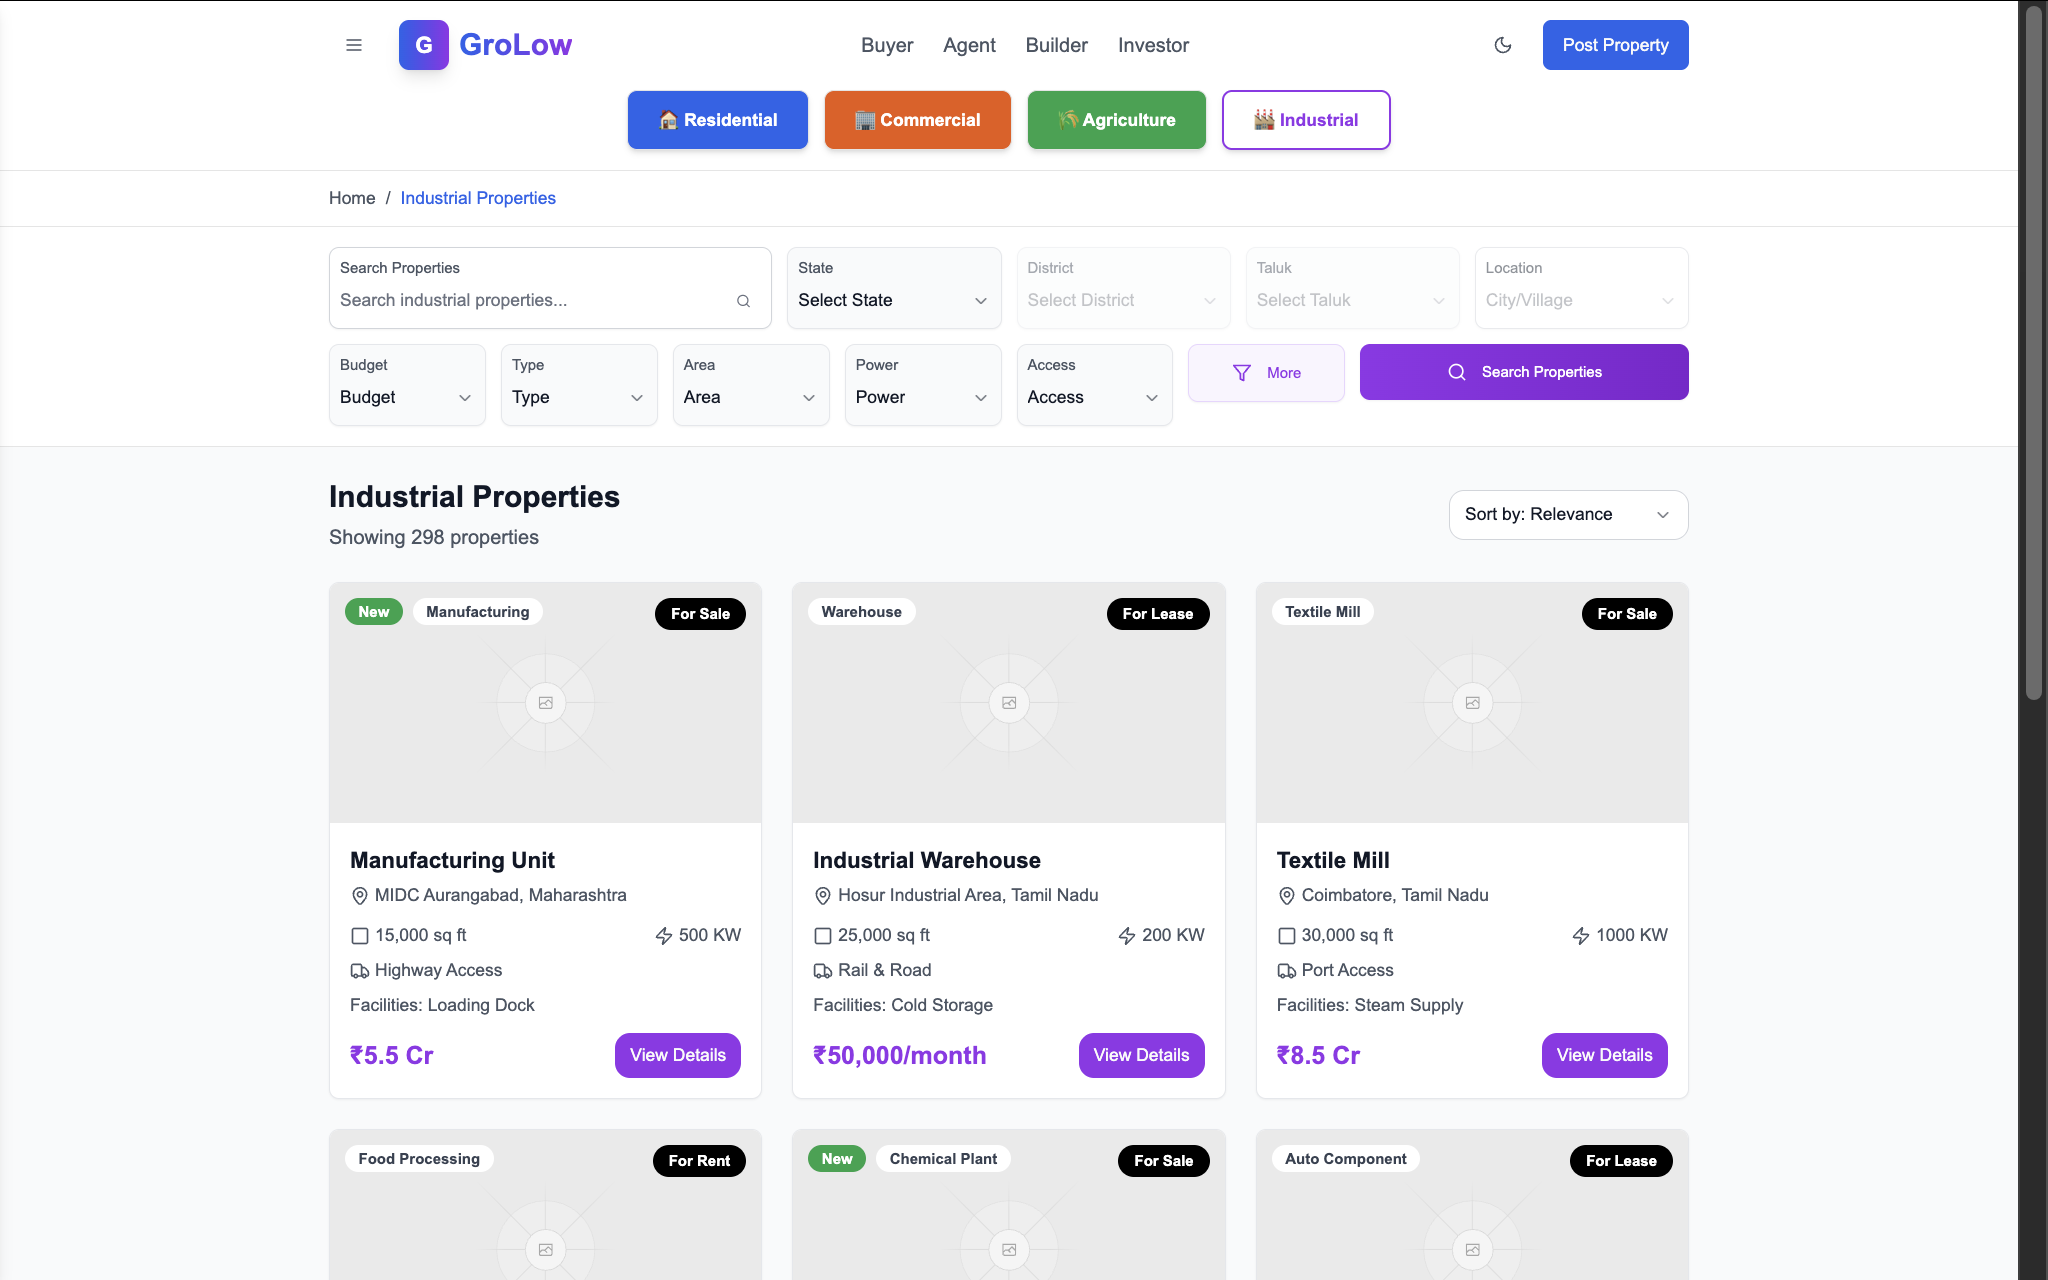 G GroLow
Buyer Agent Builder Investor
Post Property
Residential Commercial Agriculture Industrial
Home / Industrial Properties
Search Properties
Search industrial properties...
State
Select State
District
Select District
Taluk
Select Taluk
Location
City/Village
Budget
Budget
Type
Type
Area
Area
Power
Power
Access
Access
More
Search Properties
Industrial Properties
Showing 298 properties
Sort by: Relevance
New Manufacturing For Sale
Manufacturing Unit
MIDC Aurangabad, Maharashtra
15,000 sq ft 500 KW
Highway Access
Facilities: Loading Dock
₹5.5 Cr View Details
Warehouse For Lease
Industrial Warehouse
Hosur Industrial Area, Tamil Nadu
25,000 sq ft 200 KW
Rail & Road
Facilities: Cold Storage
₹50,000/month View Details
Textile Mill For Sale
Textile Mill
Coimbatore, Tamil Nadu
30,000 sq ft 1000 KW
Port Access
Facilities: Steam Supply
₹8.5 Cr View Details
Food Processing For Rent
New Chemical Plant For Sale
Auto Component For Lease